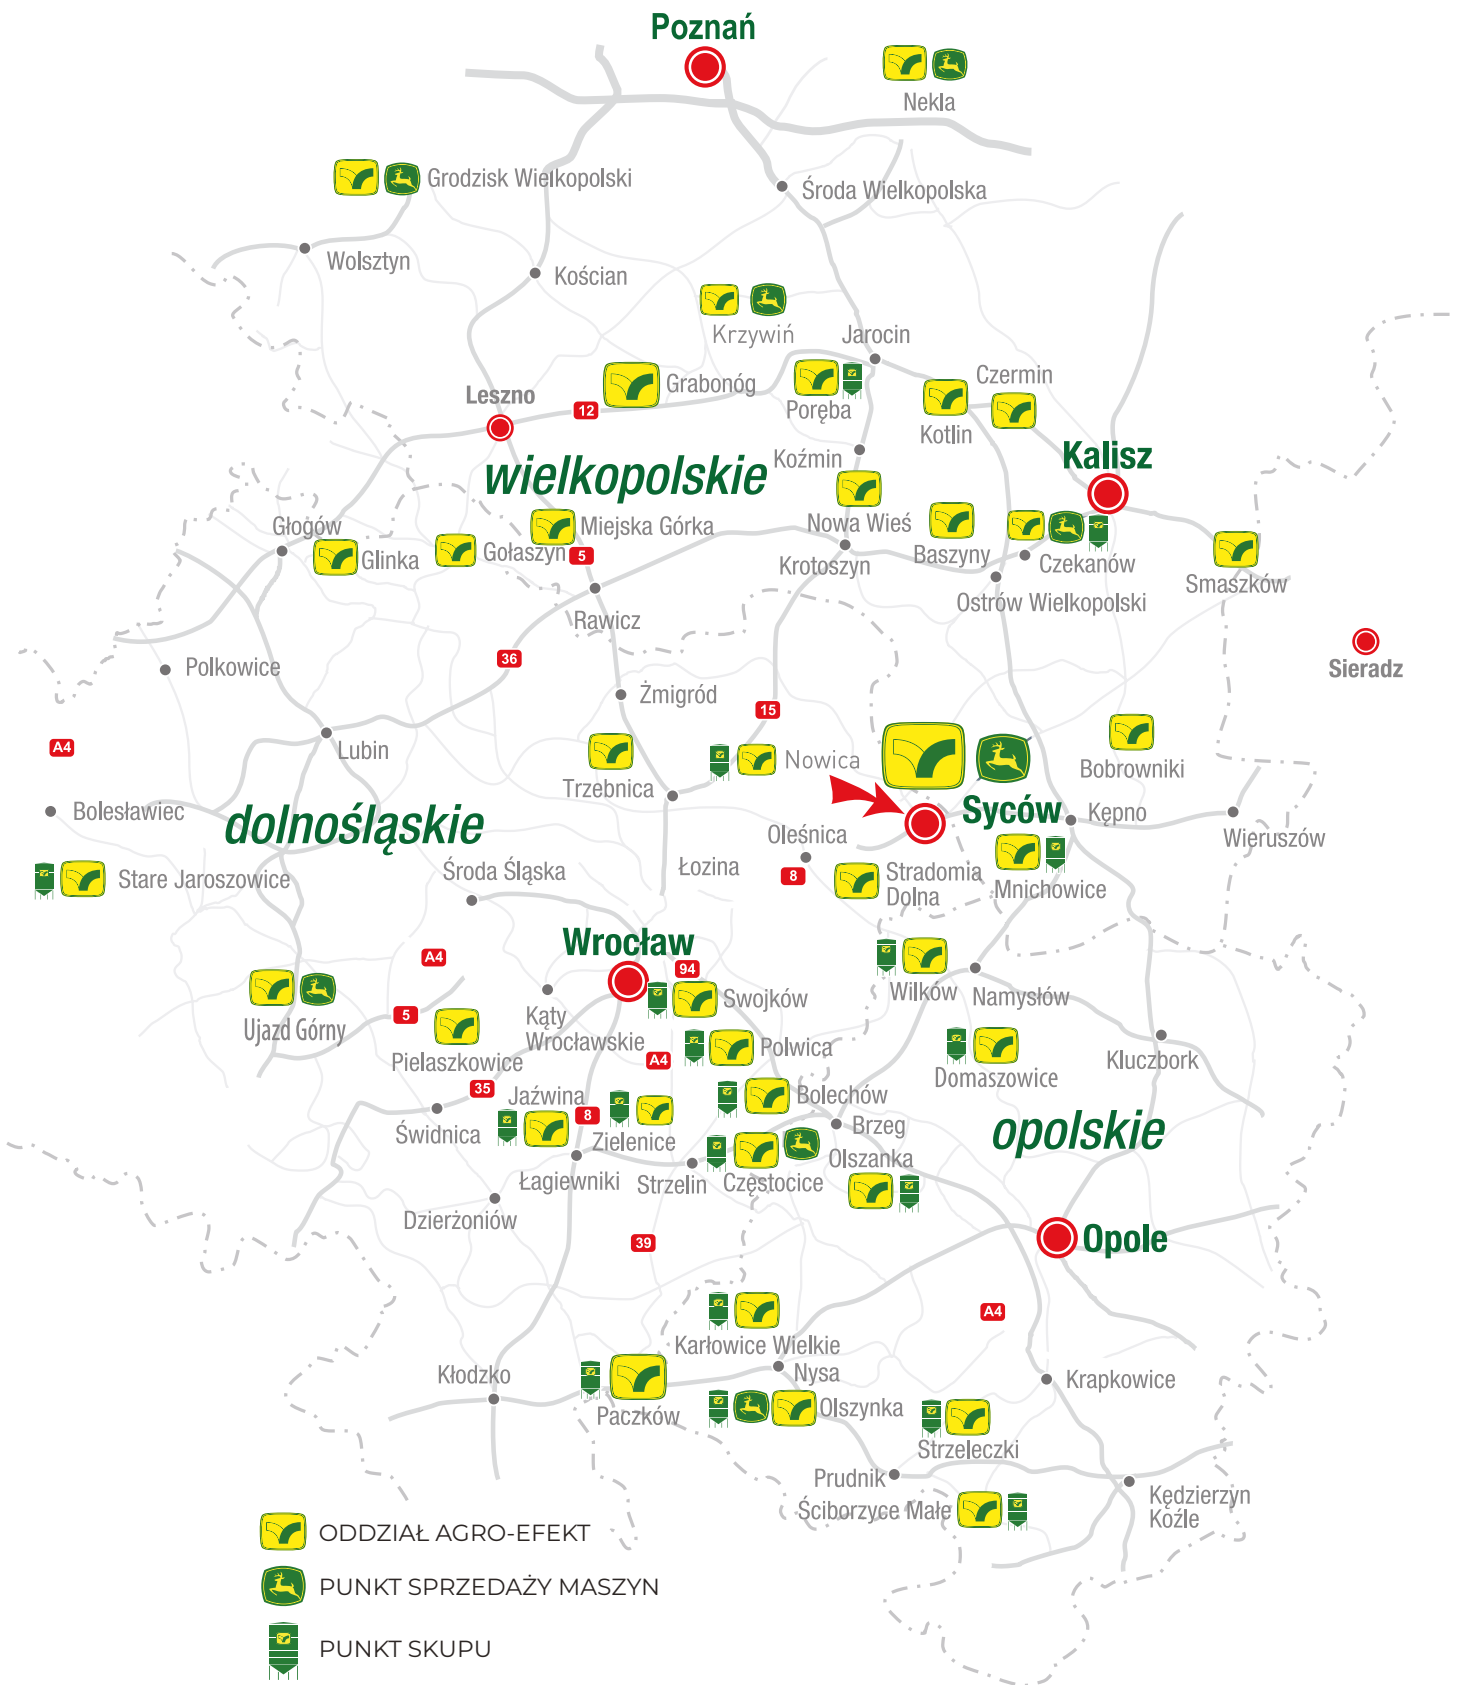 Poznań
Nekla
Grodzisk Wielkopolski
Środa Wielkopolska
Wolsztyn
Kościan
Krzywiń
Jarocin
Czermin
Grabonóg
Leszno
12
Poręba
Kotlin
Koźmin
Kalisz
wielkopolskie
Głogów
Miejska Górka
Nowa Wieś
Glinka
Gołaszyn
5
Krotoszyn
Baszyny
Czekanów
Smaszków
Ostrów Wielkopolski
Rawicz
Sieradz
36
Polkowice
Żmigród
15
A4
Lubin
Nowica
Bobrowniki
Trzebnica
Bolesławiec
dolnośląskie
Syców
Kępno
Oleśnica
Wieruszów
Łozina
8
Środa Śląska
Stare Jaroszowice
Stradomia
Dolna
Mnichowice
Wrocław
A4
94
Wilków
Namysłów
Swojków
Kąty
Wrocławskie
5
Ujazd Górny
Pielaszkowice
A4
Polwica
Kluczbork
Domaszowice
35
Jaźwina
Bolechów
8
Świdnica
Zielenice
Brzeg
opolskie
Olszanka
Łagiewniki
Strzelin
Częstocice
Dzierżoniów
39
Opole
A4
Karłowice Wielkie
Kłodzko
Nysa
Krapkowice
Paczków
Olszynka
Strzeleczki
Prudnik
Kędzierzyn
Koźle
Ściborzyce Małe
ODDZIAŁ AGRO-EFEKT
PUNKT SPRZEDAŻY MASZYN
PUNKT SKUPU